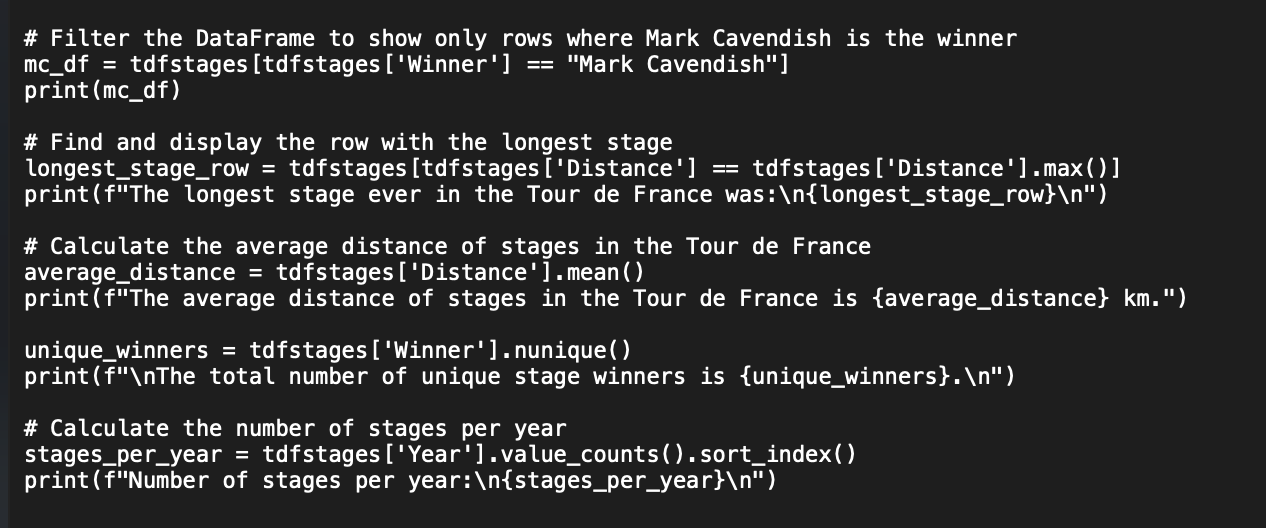 # Filter the DataFrame to show only rows where Mark Cavendish is the winner
mc_df = tdfstages[tdfstages['Winner'] == "Mark Cavendish"]
print(mc_df)

# Find and display the row with the longest stage
longest_stage_row = tdfstages[tdfstages['Distance'] == tdfstages['Distance'].max()]
print(f"The longest stage ever in the Tour de France was:\n{longest_stage_row}\n")

# Calculate the average distance of stages in the Tour de France
average_distance = tdfstages['Distance'].mean()
print(f"The average distance of stages in the Tour de France is {average_distance} km.")

unique_winners = tdfstages['Winner'].nunique()
print(f"\nThe total number of unique stage winners is {unique_winners}.\n")

# Calculate the number of stages per year
stages_per_year = tdfstages['Year'].value_counts().sort_index()
print(f"Number of stages per year:\n{stages_per_year}\n")